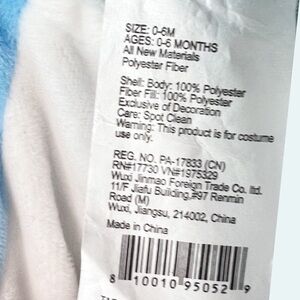 SIZE: 0-6M
AGES: 0-6 MONTHS
All New Materials
Polyester Fiber
Shell: Body: 100% Polyester
Fiber Fill: 100% Polyester
Exclusive of Decoration
Care: Spot Clean
Warning: This product is for costume
use only.
REG. NO. PA-17833 (CN)
RN#17730 VN#1975329
Wuxi Jinmao Foreign Trade Co. ltd.
11/F Jiafu Building,#97 Renmin
Road (M)
Wuxi, Jiangsu, 214002, China
Made in China
8 10010 95052 9